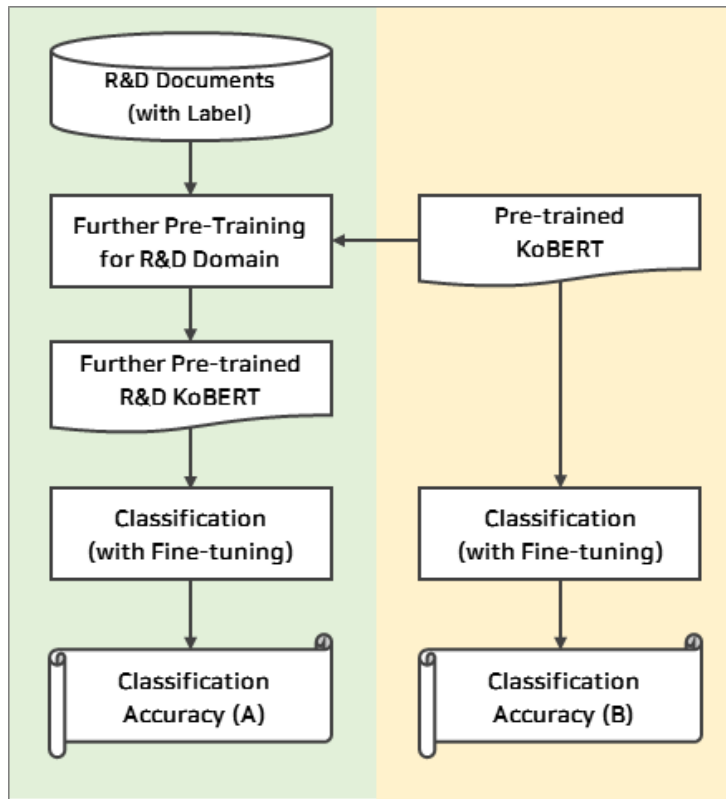 R&D Documents
(with Label)
Further Pre-Training
for R&D Domain
Pre-trained
KoBERT
Further Pre-trained
R&D KoBERT
Classification
(with Fine-tuning)
Classification
(with Fine-tuning)
Classification
Accuracy (A)
Classification
Accuracy (B)